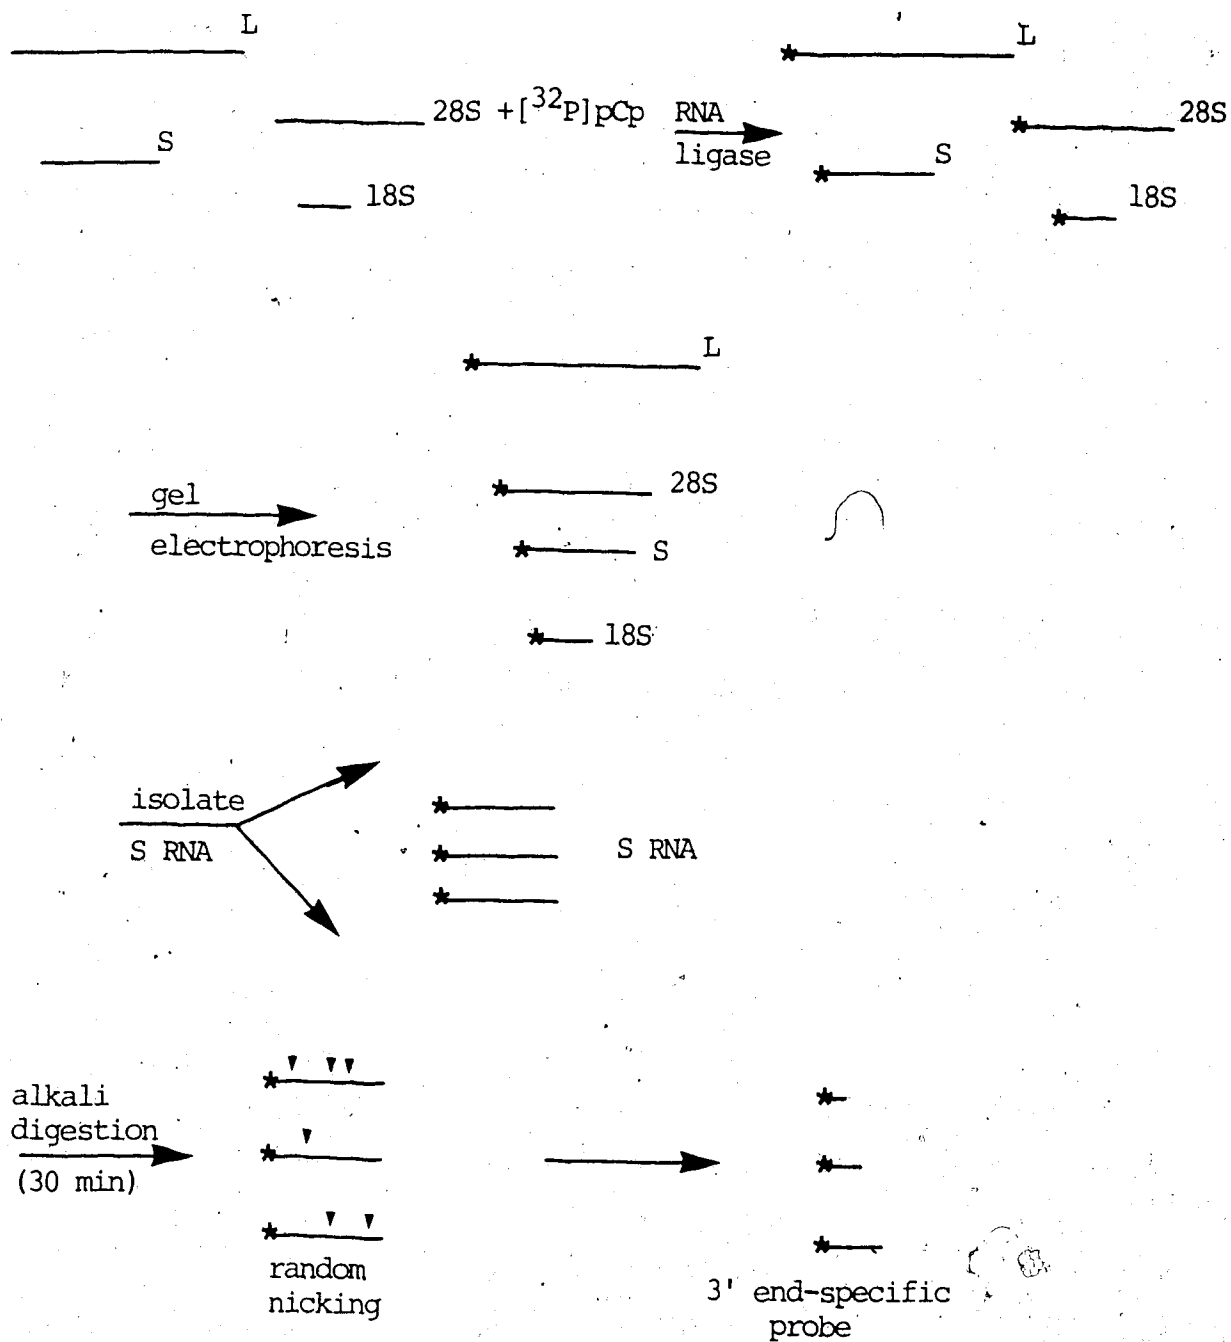 L
L
28S +[³²P]pCp RNA
ligase
28S
S
S
18S
18S
L
gel
electrophoresis
28S
S
18S
isolate
S RNA
S RNA
alkali
digestion
(30 min)
random
nicking
3' end-specific
probe